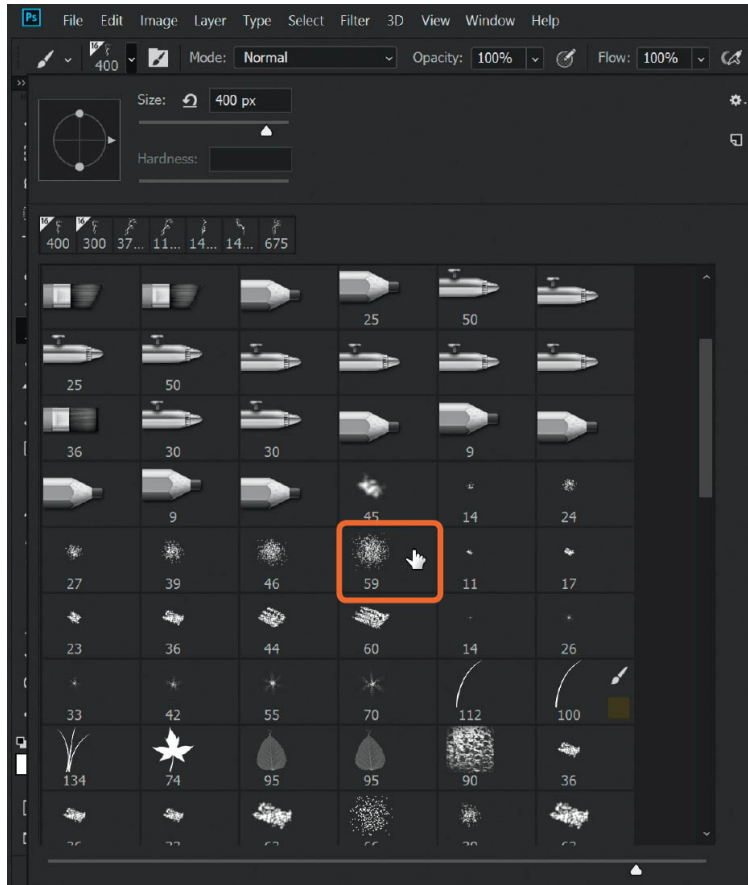 Ps File Edit Image Layer Type Select Filter 3D View Window Help
16 400 Mode: Normal Opacity: 100% Flow: 100%
Size: 400 px
Hardness:
16 16
400 300 37... 11... 14... 14... 675
25 50
25 50
36 30 30 9
9 45 14 24
27 39 46 59 11 17
23 36 44 60 14 26
33 42 55 70 112 100
134 74 95 95 90 36